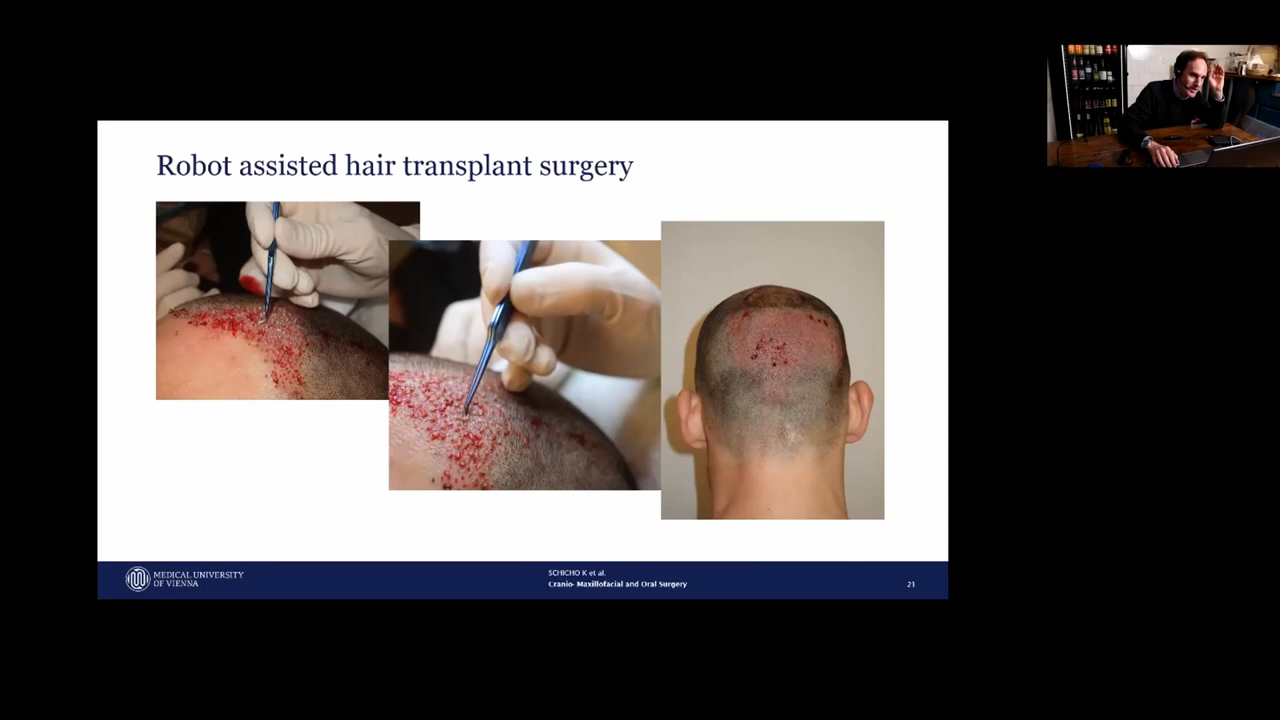 Robot assisted hair transplant surgery
MEDICAL UNIVERSITY
OF VIENNA
SCHICHO K et al.
Cranio- Maxillofacial and Oral Surgery
21